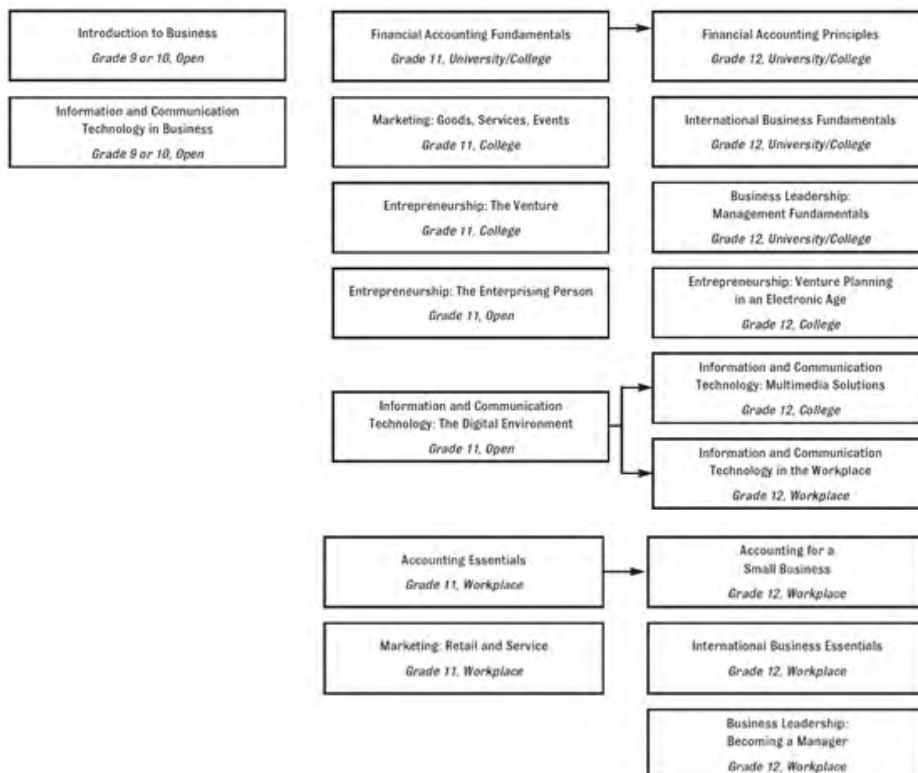 Introduction to Business
Grade 9 or 10, Open
Information and Communication
Technology in Business
Grade 9 or 10, Open
Financial Accounting Fundamentals
Grade 11, University/College
Marketing: Goods, Services, Events
Grade 11, College
Entrepreneurship: The Venture
Grade 11, College
Entrepreneurship: The Enterprising Person
Grade 11, Open
Information and Communication
Technology: The Digital Environment
Grade 11, Open
Accounting Essentials
Grade 11, Workplace
Marketing: Retail and Service
Grade 11, Workplace
Financial Accounting Principles
Grade 12, University/College
International Business Fundamentals
Grade 12, University/College
Business Leadership:
Management Fundamentals
Grade 12, University/College
Entrepreneurship: Venture Planning
in an Electronic Age
Grade 12, College
Information and Communication
Technology: Multimedia Solutions
Grade 12, College
Information and Communication
Technology in the Workplace
Grade 12, Workplace
Accounting for a
Small Business
Grade 12, Workplace
International Business Essentials
Grade 12, Workplace
Business Leadership:
Becoming a Manager
Grade 12, Workplace